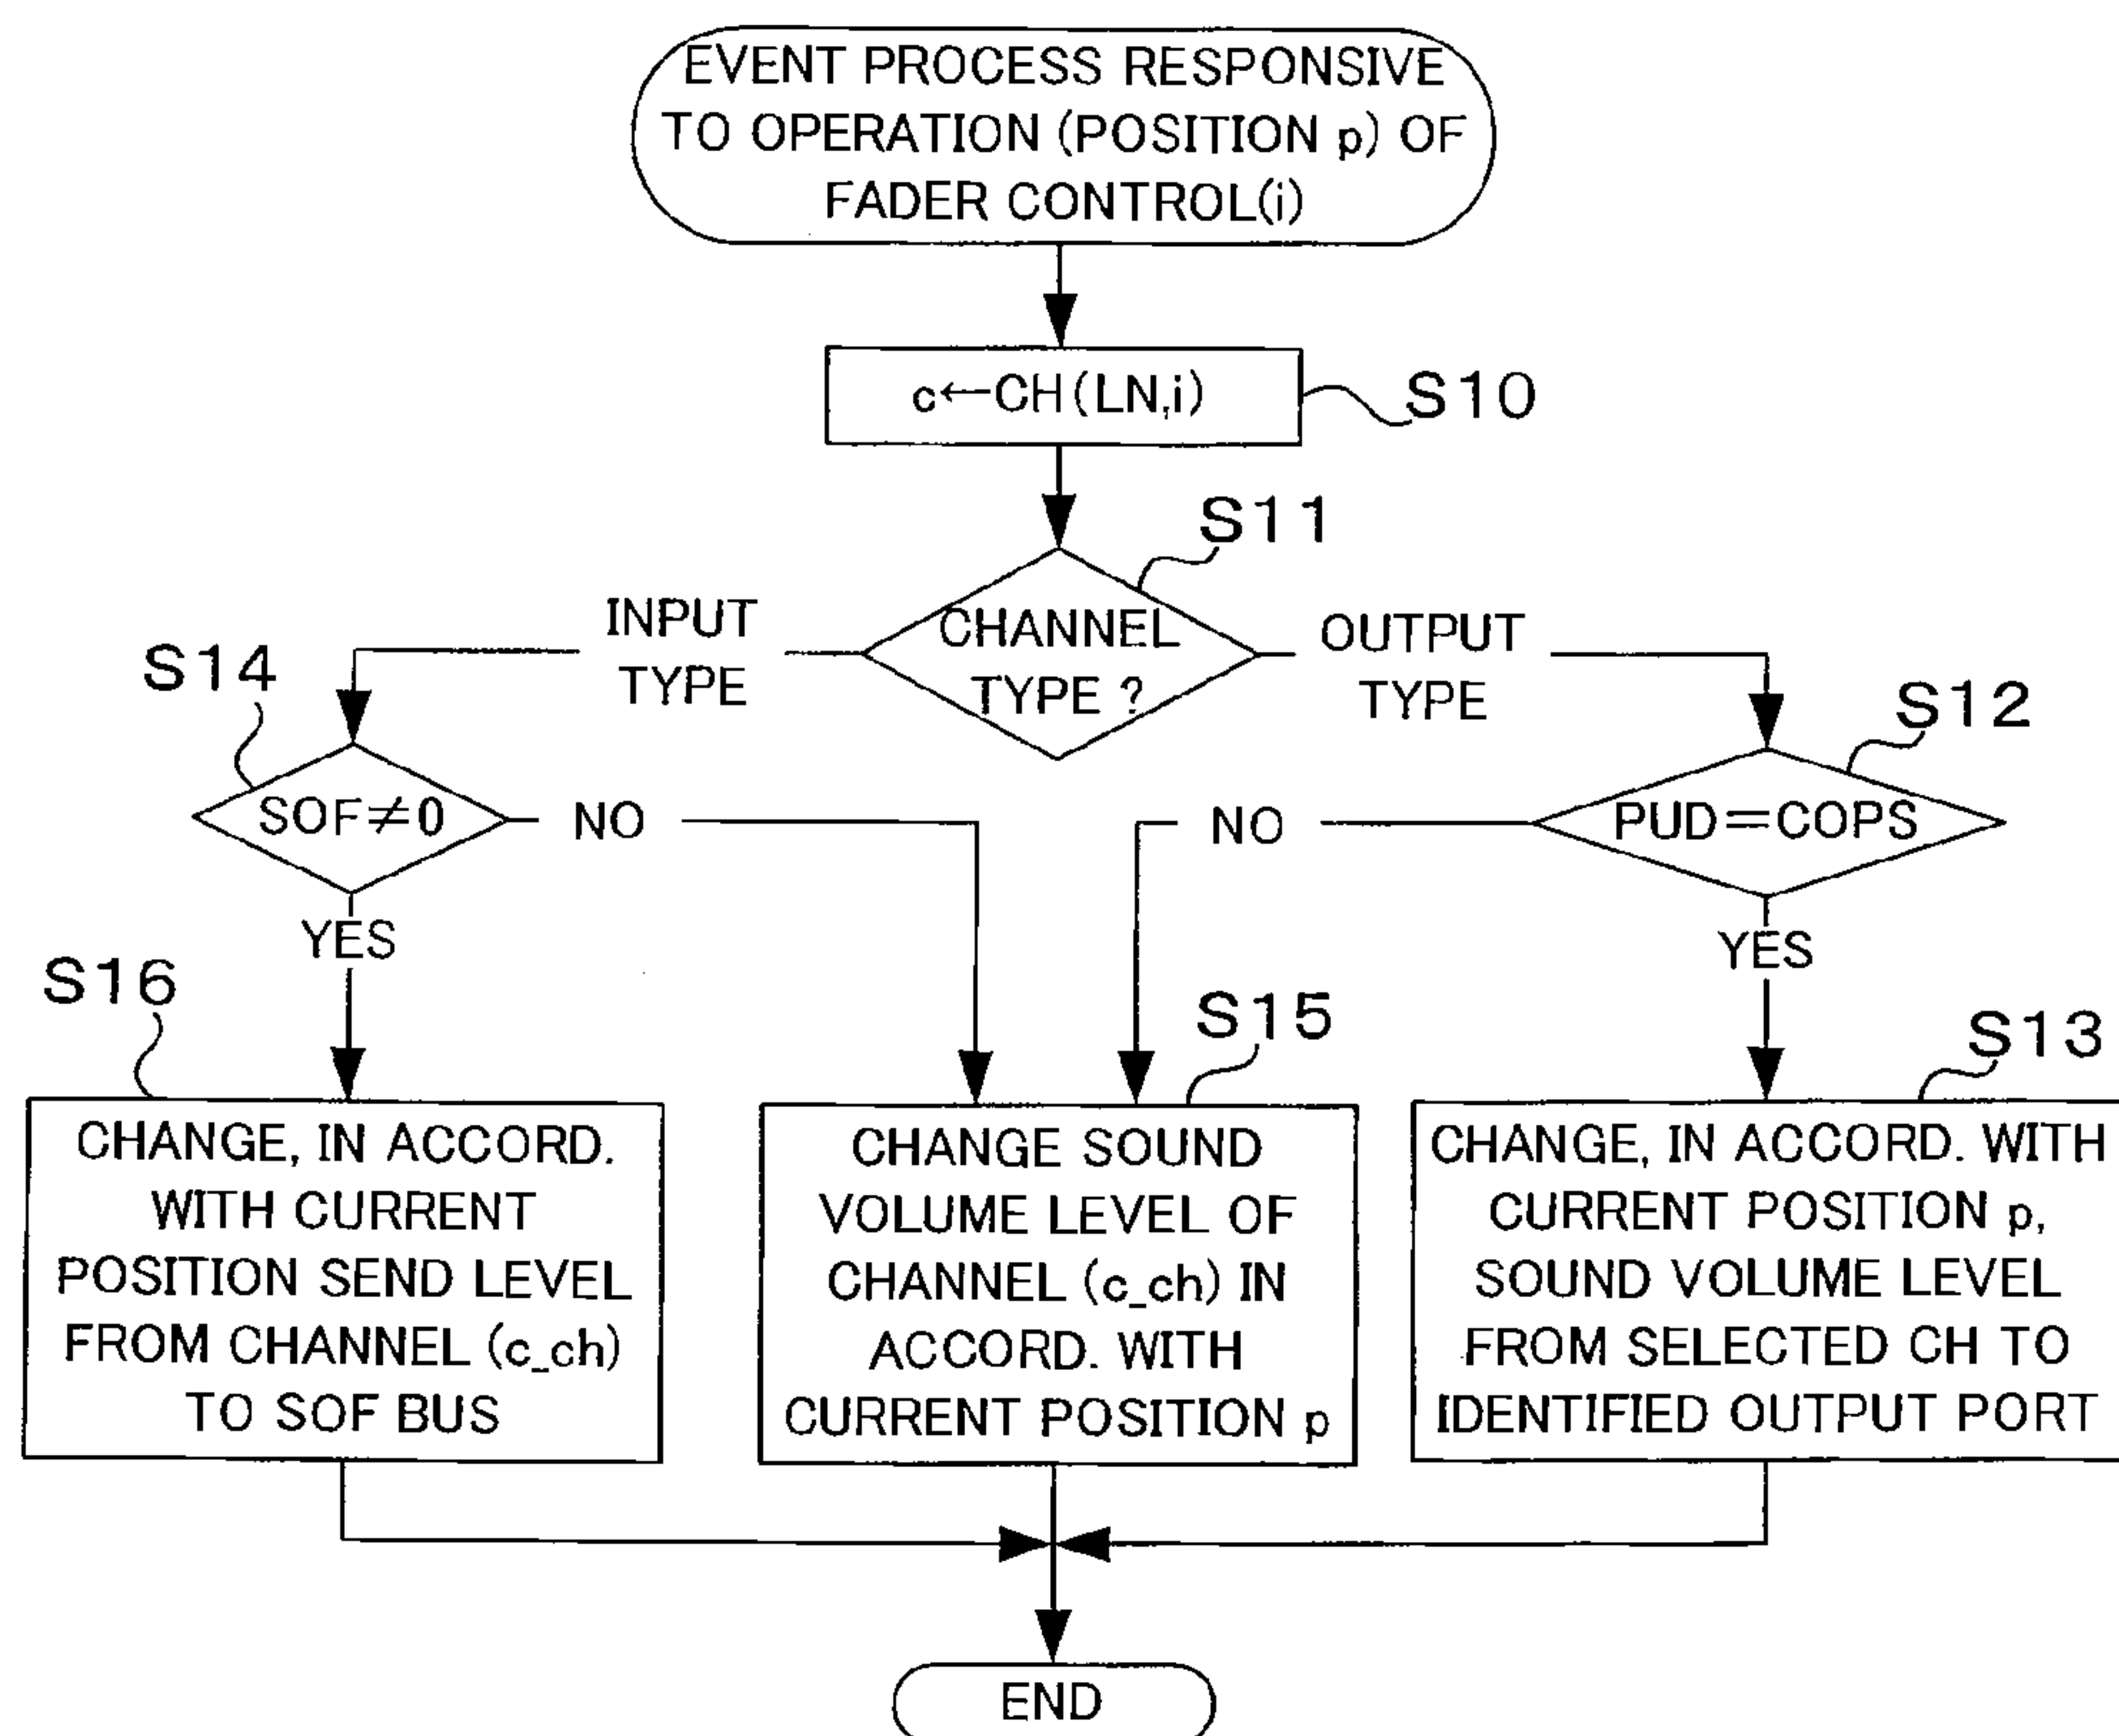 EVENT PROCESS RESPONSIVE
TO OPERATION (POSITION p) OF
FADER CONTROL(i)
c←CH(LN,i)
S10
S11
CHANNEL
TYPE ?
INPUT
TYPE
OUTPUT
TYPE
S14
S12
SOF≠0
NO
NO
PUD=COPS
YES
YES
S16
S15
S13
CHANGE, IN ACCORD.
WITH CURRENT
POSITION SEND LEVEL
FROM CHANNEL (c_ch)
TO SOF BUS
CHANGE SOUND
VOLUME LEVEL OF
CHANNEL (c_ch) IN
ACCORD. WITH
CURRENT POSITION p
CHANGE, IN ACCORD. WITH
CURRENT POSITION p,
SOUND VOLUME LEVEL
FROM SELECTED CH TO
IDENTIFIED OUTPUT PORT
END